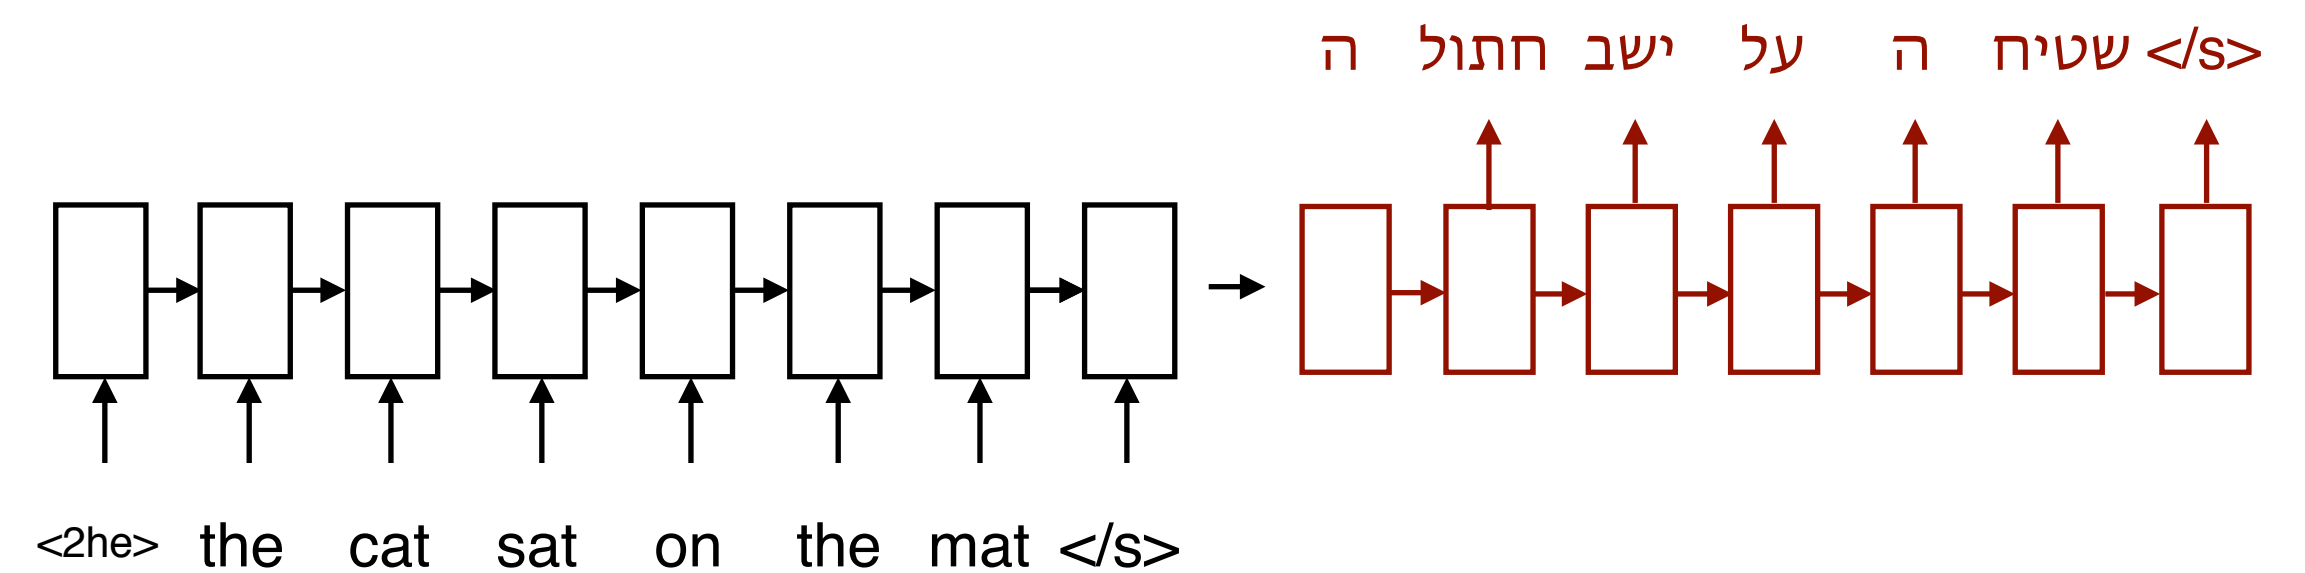 ה חתול ישב על ה שטיח </s>
<2he> the cat sat on the mat </s>